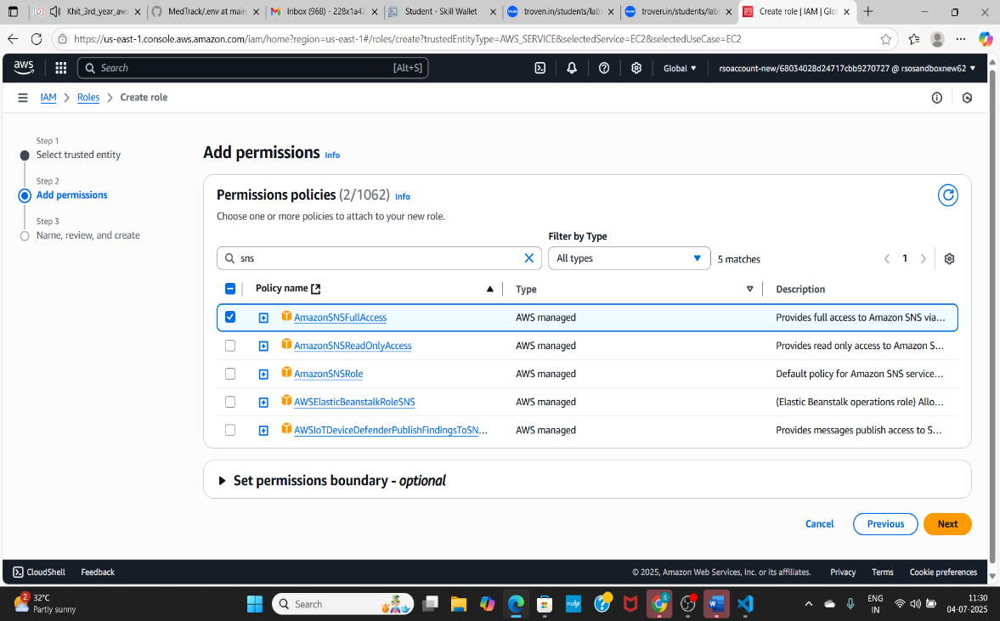 Khit_3rd_year_aws
MedTrack/.env at main
Inbox (968) - 228x1a42
Student - Skill Wallet
troven.in/students/labs
troven.in/students/labs
Create role | IAM | Glo
https://us-east-1.console.aws.amazon.com/iam/home?region=us-east-1#/roles/create?trustedEntityType=AWS_SERVICE&selectedService=EC2&selectedUseCase=EC2
aws
Search
[Alt+S]
Global
rsoaccount-new/68034028d24717cbb9270727 @ rsosandboxnew62
IAM
Roles
Create role
Step 1
Select trusted entity
Step 2
Add permissions
Step 3
Name, review, and create
Add permissions Info
Permissions policies (2/1062) Info
Choose one or more policies to attach to your new role.
Filter by Type
sns
All types
5 matches
1
Policy name
Type
Description
AmazonSNSFullAccess
AWS managed
Provides full access to Amazon SNS via...
AmazonSNSReadOnlyAccess
AWS managed
Provides read only access to Amazon S...
AmazonSNSRole
AWS managed
Default policy for Amazon SNS service...
AWSElasticBeanstalkRoleSNS
AWS managed
(Elastic Beanstalk operations role) Allo...
AWSIoTDeviceDefenderPublishFindingsToSN...
AWS managed
Provides messages publish access to S...
Set permissions boundary - optional
Cancel
Previous
Next
CloudShell
Feedback
© 2025, Amazon Web Services, Inc. or its affiliates.
Privacy
Terms
Cookie preferences
2
32°C
Partly sunny
Search
ENG
IN
11:30
04-07-2025